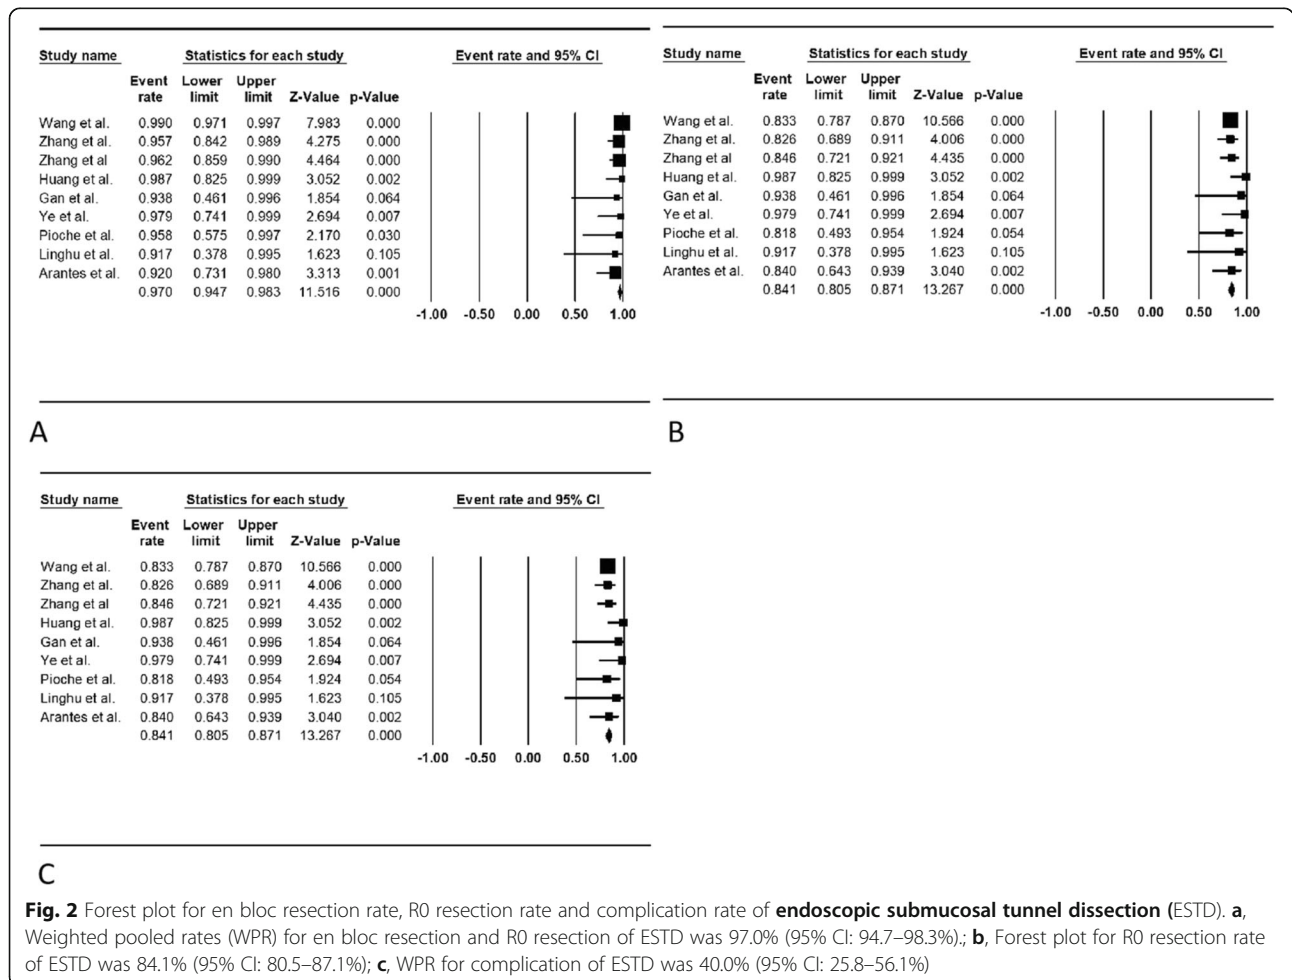 Study name Statistics for each study Event rate and 95% CI
Event Lower Upper
rate limit limit Z-Value p-Value
Wang et al. 0.990 0.971 0.997 7.983 0.000
Zhang et al. 0.957 0.842 0.989 4.275 0.000
Zhang et al 0.962 0.859 0.990 4.464 0.000
Huang et al. 0.987 0.825 0.999 3.052 0.002
Gan et al. 0.938 0.461 0.996 1.854 0.064
Ye et al. 0.979 0.741 0.999 2.694 0.007
Pioche et al. 0.958 0.575 0.997 2.170 0.030
Linghu et al. 0.917 0.378 0.995 1.623 0.105
Arantes et al. 0.920 0.731 0.980 3.313 0.001
0.970 0.947 0.983 11.516 0.000
-1.00 -0.50 0.00 0.50 1.00
A
Study name Statistics for each study Event rate and 95% CI
Event Lower Upper
rate limit limit Z-Value p-Value
Wang et al. 0.833 0.787 0.870 10.566 0.000
Zhang et al. 0.826 0.689 0.911 4.006 0.000
Zhang et al 0.846 0.721 0.921 4.435 0.000
Huang et al. 0.987 0.825 0.999 3.052 0.002
Gan et al. 0.938 0.461 0.996 1.854 0.064
Ye et al. 0.979 0.741 0.999 2.694 0.007
Pioche et al. 0.818 0.493 0.954 1.924 0.054
Linghu et al. 0.917 0.378 0.995 1.623 0.105
Arantes et al. 0.840 0.643 0.939 3.040 0.002
0.841 0.805 0.871 13.267 0.000
-1.00 -0.50 0.00 0.50 1.00
B
Study name Statistics for each study Event rate and 95% CI
Event Lower Upper
rate limit limit Z-Value p-Value
Wang et al. 0.833 0.787 0.870 10.566 0.000
Zhang et al. 0.826 0.689 0.911 4.006 0.000
Zhang et al 0.846 0.721 0.921 4.435 0.000
Huang et al. 0.987 0.825 0.999 3.052 0.002
Gan et al. 0.938 0.461 0.996 1.854 0.064
Ye et al. 0.979 0.741 0.999 2.694 0.007
Pioche et al. 0.818 0.493 0.954 1.924 0.054
Linghu et al. 0.917 0.378 0.995 1.623 0.105
Arantes et al. 0.840 0.643 0.939 3.040 0.002
0.841 0.805 0.871 13.267 0.000
-1.00 -0.50 0.00 0.50 1.00
C
Fig. 2 Forest plot for en bloc resection rate, R0 resection rate and complication rate of endoscopic submucosal tunnel dissection (ESTD). a,
Weighted pooled rates (WPR) for en bloc resection and R0 resection of ESTD was 97.0% (95% CI: 94.7–98.3%).; b, Forest plot for R0 resection rate
of ESTD was 84.1% (95% CI: 80.5–87.1%); c, WPR for complication of ESTD was 40.0% (95% CI: 25.8–56.1%)